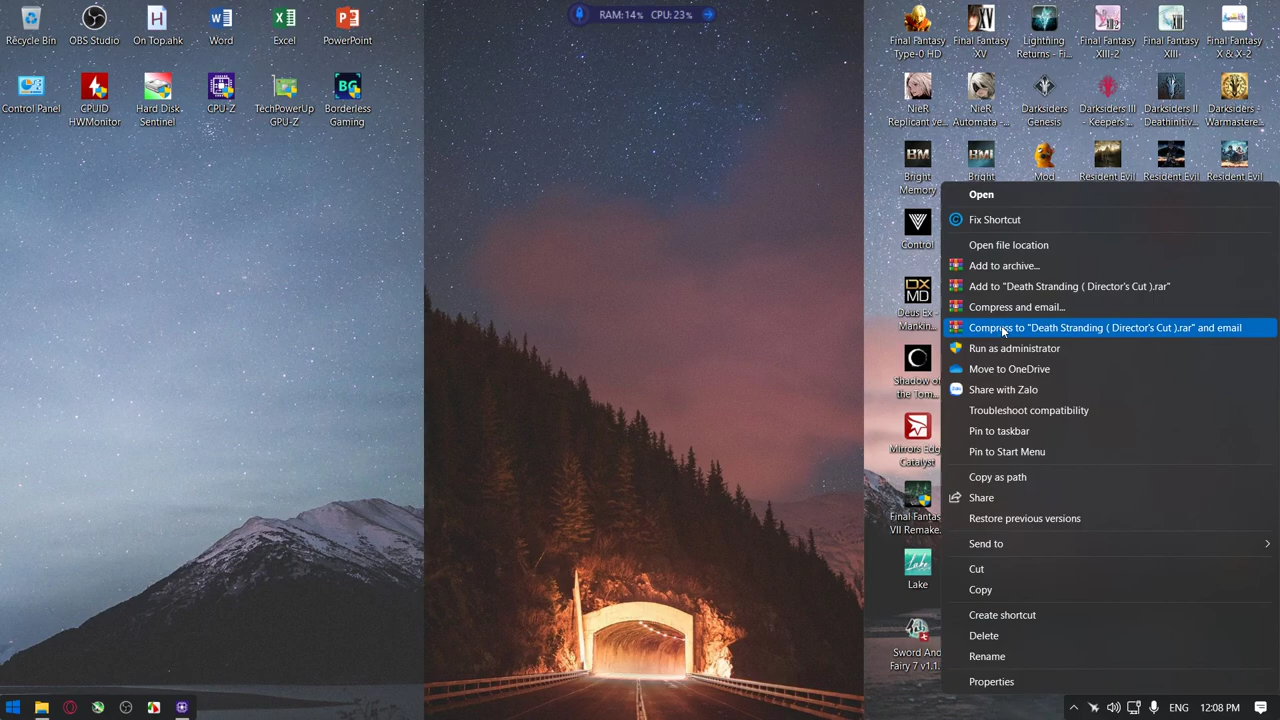 Recycle Bin
OBS Studio
On Top.ahk
Word
Excel
PowerPoint
Control Panel
CPUID
HWMonitor
Hard Disk
Sentinel
CPU-Z
TechPowerUp
GPU-Z
Borderless
Gaming
RAM: 14% CPU: 23%
Final Fantasy
Type-0 HD
Final Fantasy
XV
Lightning
Returns - Fi...
Final Fantasy
XIII-2
Final Fantasy
XIII
Final Fantasy
X & X-2
NieR
Replicant ve...
NieR
Automata -...
Darksiders
Genesis
Darksiders III
- Keepers'...
Darksiders II
Deathinitiv...
Darksiders -
Warmastere...
BM
Bright
Memory
BMI
Bright
Mod -
Resident Evil
Resident Evil
Resident Evil
Control
DX
MD
Deus Ex -
Mankin...
Shadow of
the Tom...
Mirrors Edg
Catalyst
Final Fantas
VII Remake.
Lake
Lake
Sword And
Fairy 7 v1.1.
Open
Fix Shortcut
Open file location
Add to archive...
Add to "Death Stranding ( Director's Cut ).rar"
Compress and email...
Compress to "Death Stranding ( Director's Cut ).rar" and email
Run as administrator
Move to OneDrive
Zalo
Share with Zalo
Troubleshoot compatibility
Pin to taskbar
Pin to Start Menu
Copy as path
Share
Restore previous versions
Send to
Cut
Copy
Create shortcut
Delete
Rename
Properties
ENG
12:08 PM